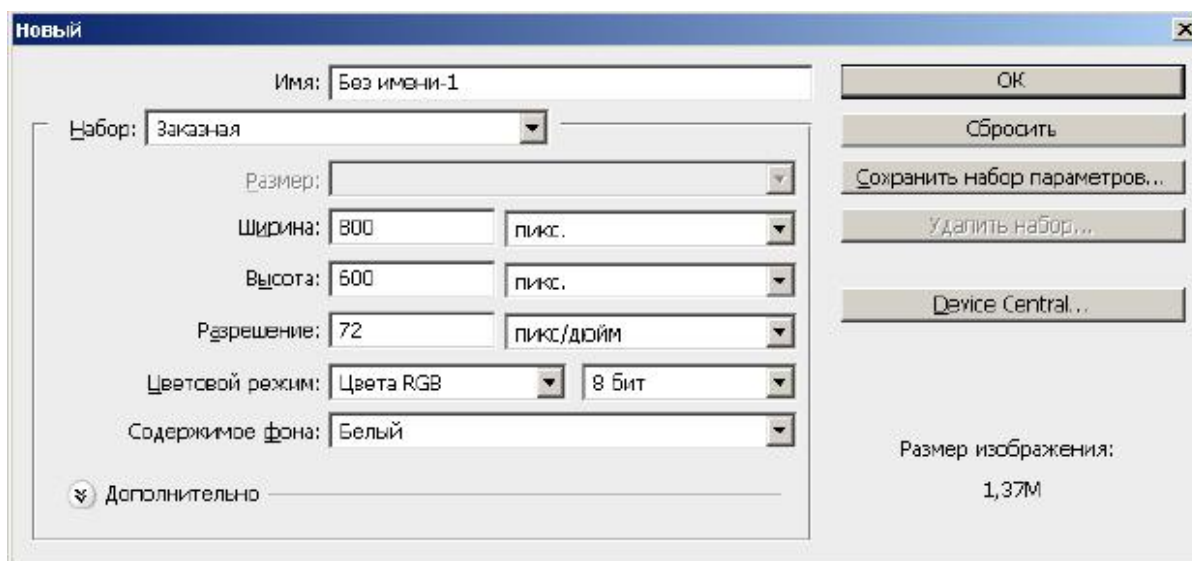 Новый
Имя: Без имени-1
Набор: Заказная
Размер:
Ширина: 800 пикс.
Высота: 600 пикс.
Разрешение: 72 пикс/дюйм
Цветовой режим: Цвета RGB 8 бит
Содержимое фона: Белый
Дополнительно
OK
Сбросить
Сохранить набор параметров...
Удалить набор...
Device Central...
Размер изображения:
1,37M